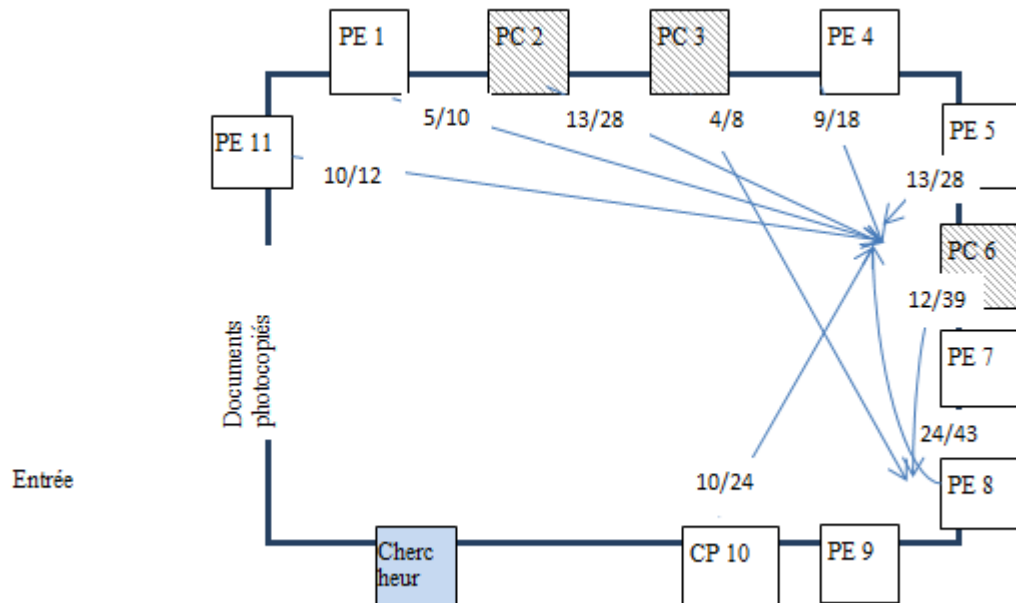 PE 1
PC 2
PC 3
PE 4
5/10
13/28
4/8
9/18
PE 5
PE 11
10/12
13/28
PC 6
12/39
PE 7
Documents
photocopiés
24/43
Entrée
10/24
PE 8
Cherc
heur
CP 10
PE 9